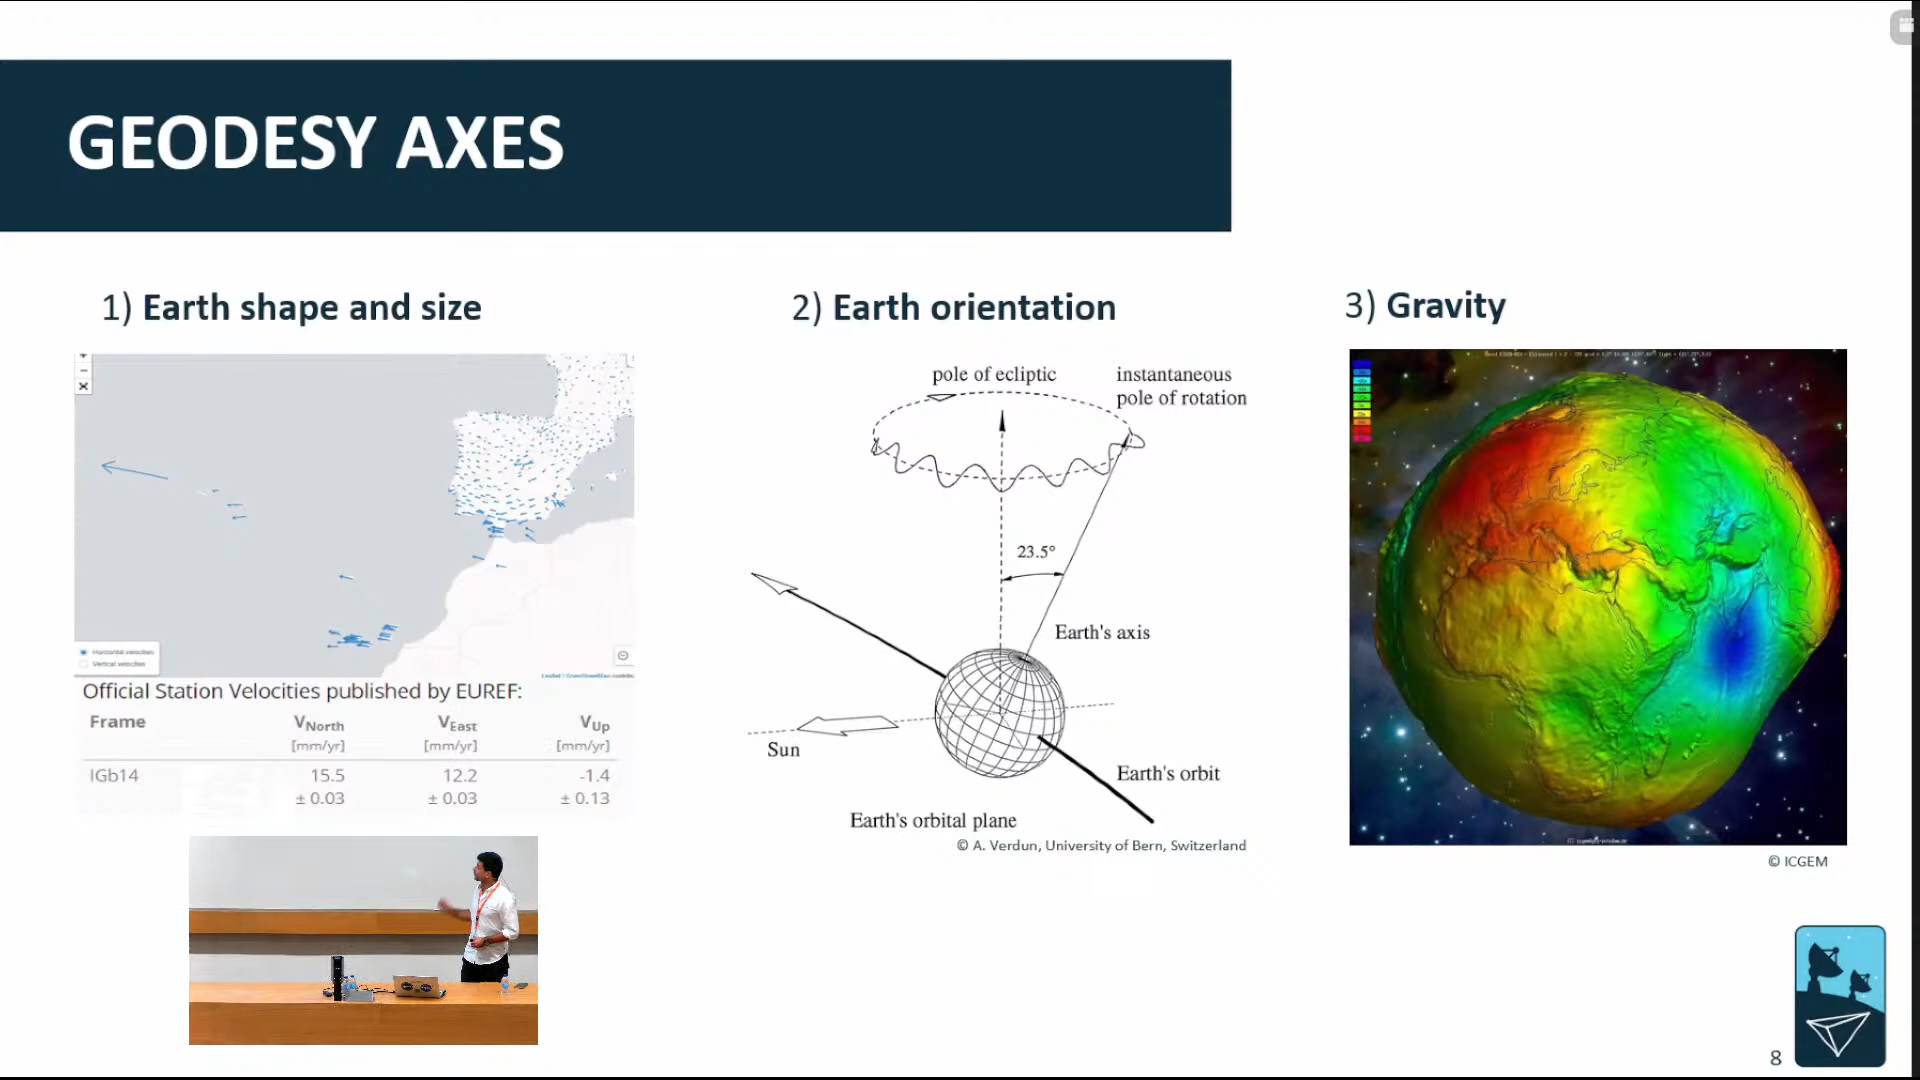 GEODESY AXES
1) Earth shape and size
Horizontal velocities
Vertical velocities
Official Station Velocities published by EUREF:
Frame VNorth VEast VUp
[mm/yr] [mm/yr] [mm/yr]
IGb14 15.5 12.2 -1.4
± 0.03 ± 0.03 ± 0.13
2) Earth orientation
pole of ecliptic
instantaneous
pole of rotation
23.5°
Earth's axis
Sun
Earth's orbit
Earth's orbital plane
© A. Verdun, University of Bern, Switzerland
3) Gravity
© ICGEM
8